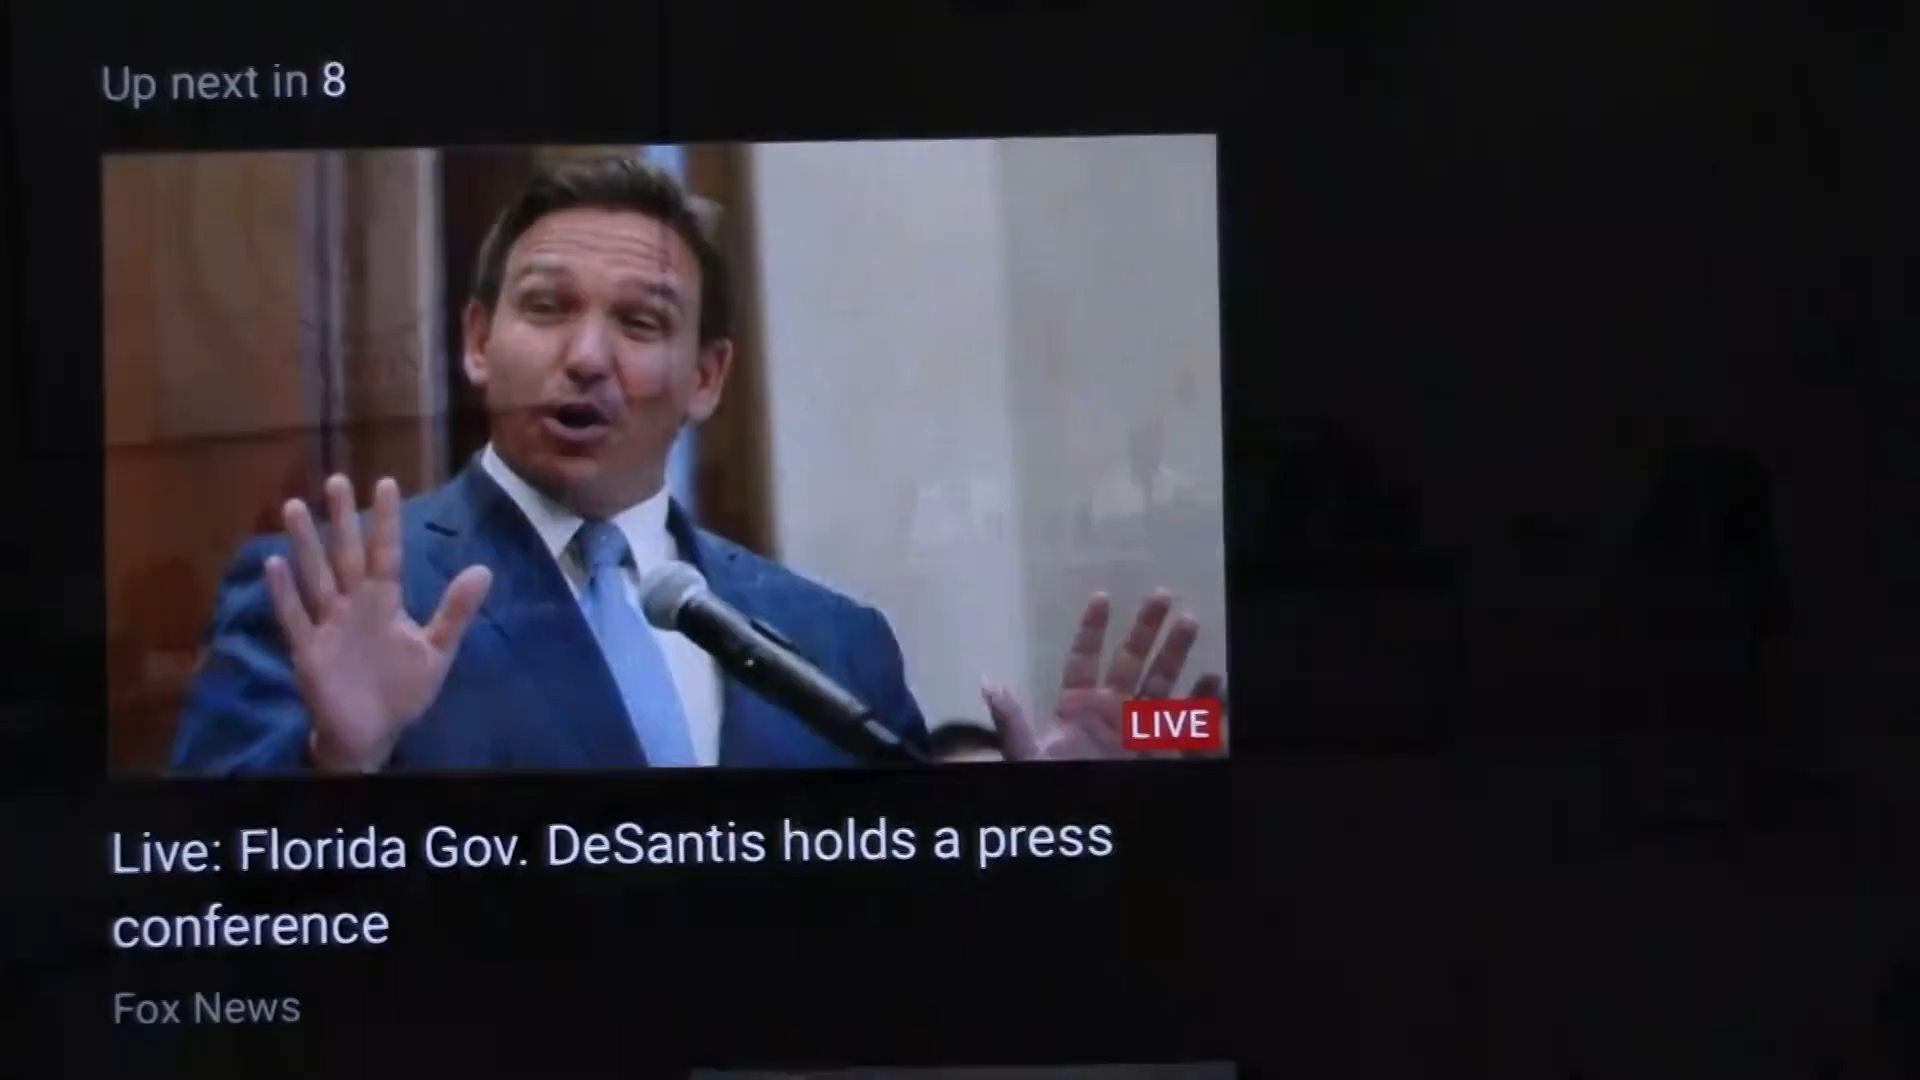 Up next in 8
LIVE
Live: Florida Gov. DeSantis holds a press
conference
Fox News